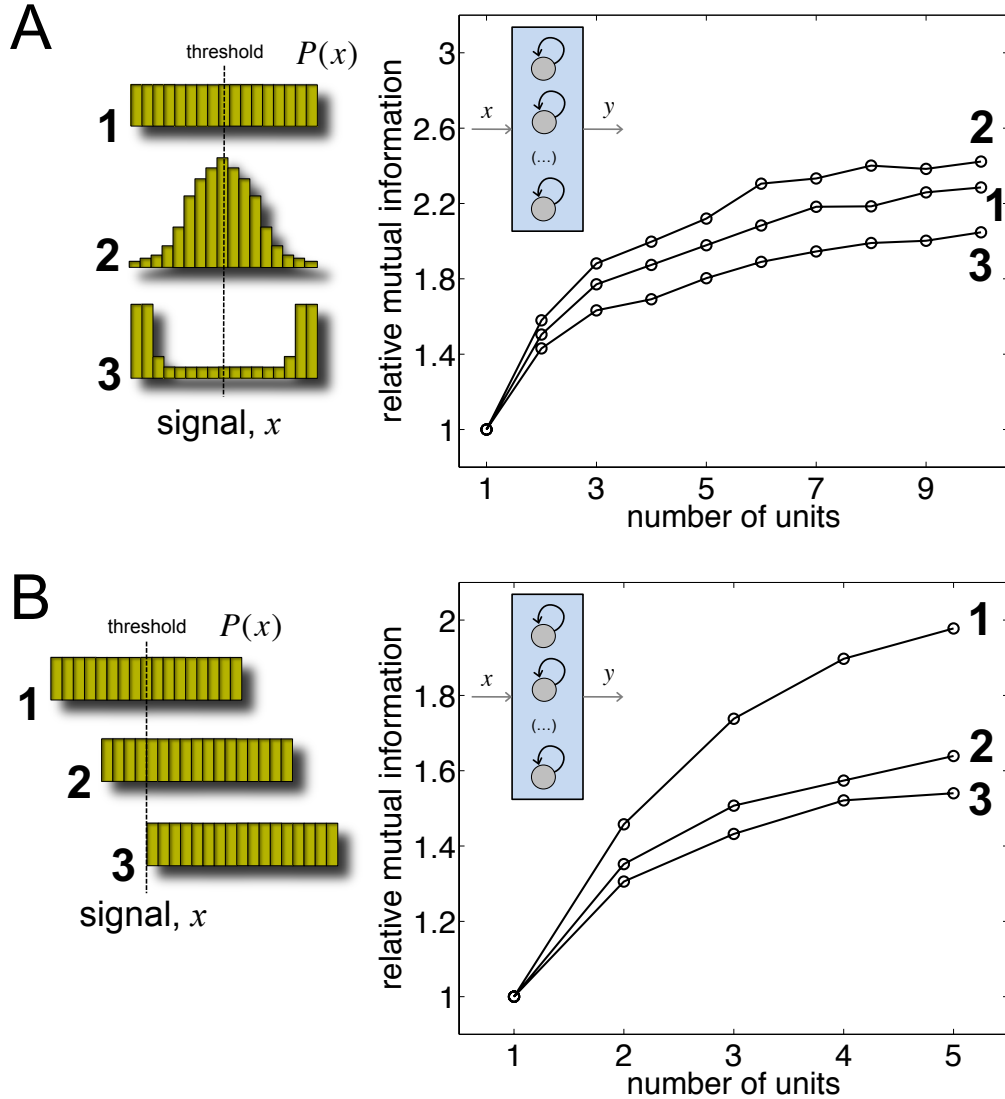 A
threshold
P(x)
1
2
3
signal, x
relative mutual information
3
2.6
2.2
1.8
1.4
1
x
y
(...)
2
1
3
1
3
5
7
9
number of units
B
threshold
P(x)
1
2
3
signal, x
relative mutual information
2
1.8
1.6
1.4
1.2
1
x
y
(...)
1
2
3
1
2
3
4
5
number of units